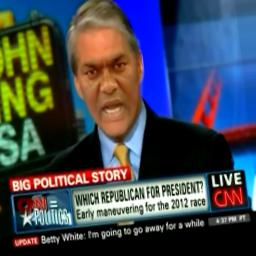 OHN
NG
SA
BIG POLITICAL STORY
CNN=
POLITICS
WHICH REPUBLICAN FOR PRESIDENT?
Early maneuvering for the 2012 race
LIVE
CNN
4:37 PM PT
UPDATE Betty White: I'm going to go away for a while